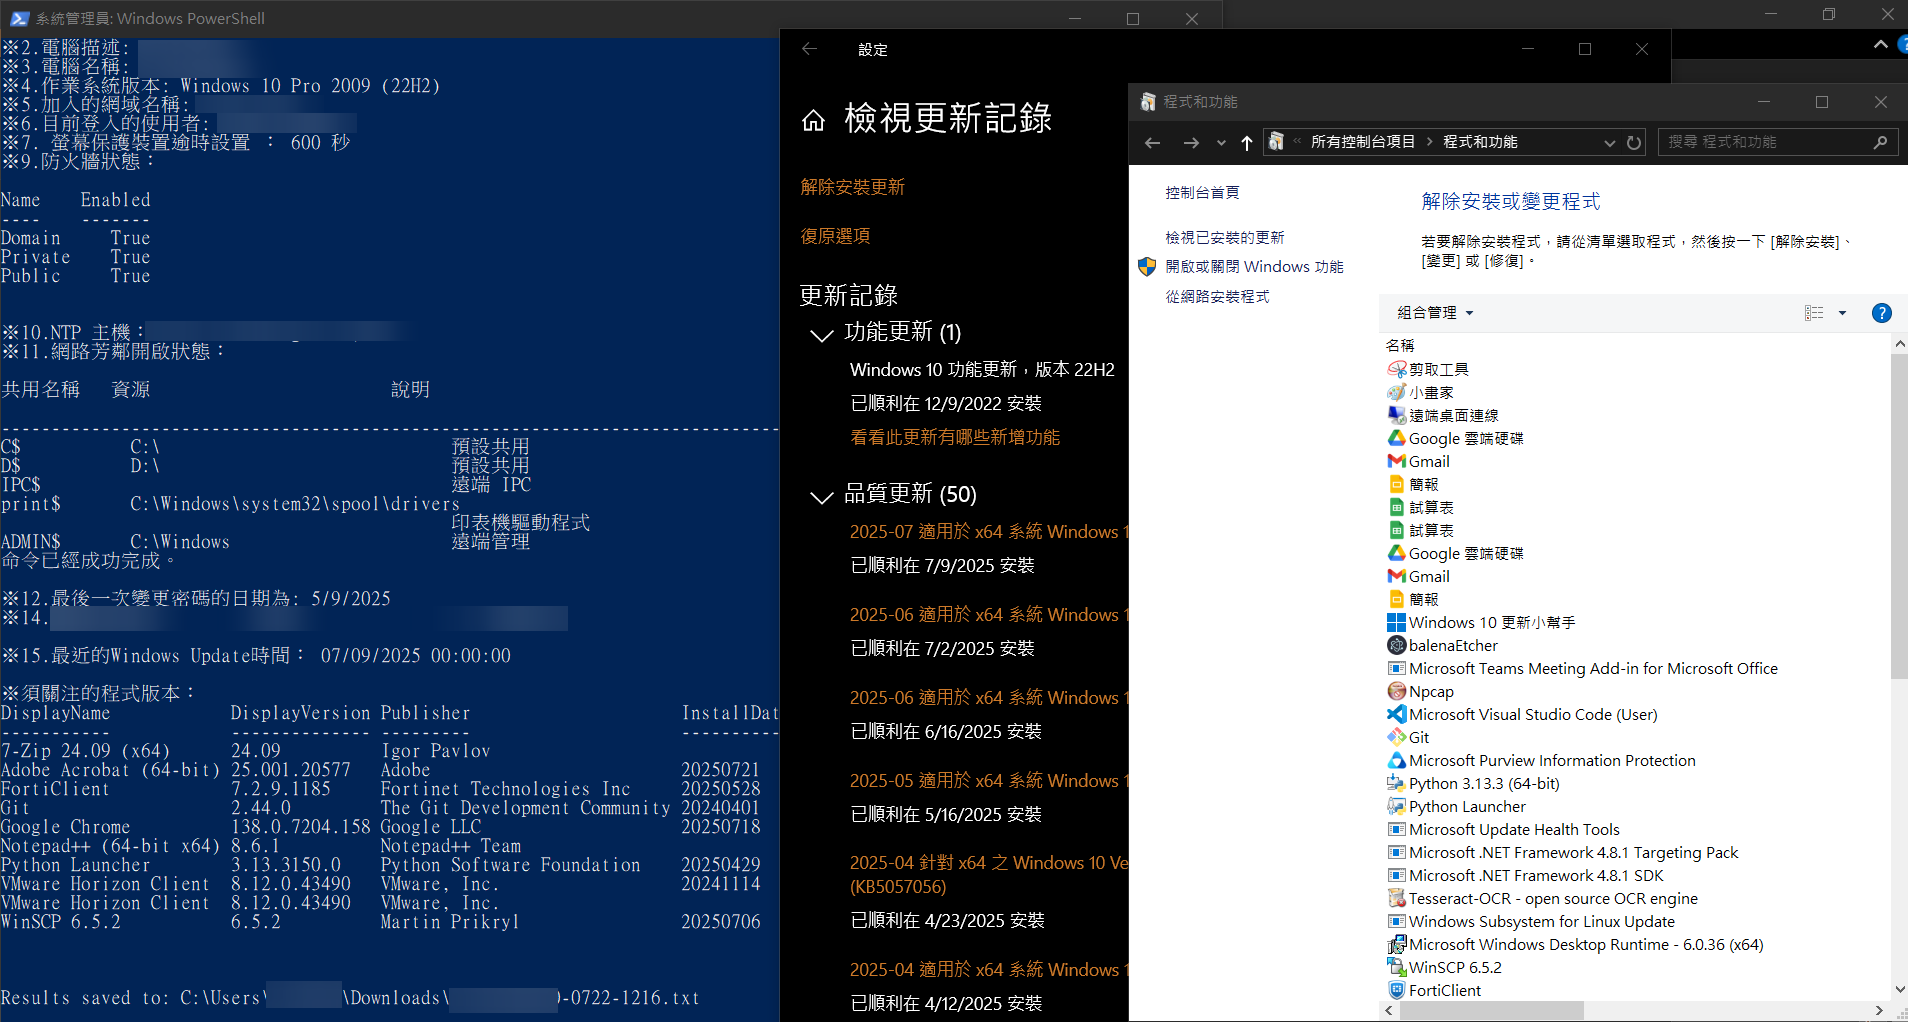 系統管理員: Windows PowerShell
※2.電腦描述:
※3.電腦名稱:
※4.作業系統版本: Windows 10 Pro 2009 (22H2)
※5.加入的網域名稱:
※6.目前登入的使用者:
※7. 螢幕保護裝置逾時設置 : 600 秒
※9.防火牆狀態:
Name    Enabled
----    -------
Domain     True
Private    True
Public     True
※10.NTP 主機:
※11.網路芳鄰開啟狀態:
共用名稱   資源                            說明
-------------------------------------------------------------------------------
C$           C:\                             預設共用
D$           D:\                             預設共用
IPC$                                         遠端 IPC
print$       C:\Windows\system32\spool\drivers
                                             印表機驅動程式
ADMIN$       C:\Windows                      遠端管理
命令已經成功完成。
※12.最後一次變更密碼的日期為: 5/9/2025
※14.
※15.最近的Windows Update時間: 07/09/2025 00:00:00
※須關注的程式版本:
DisplayName            DisplayVersion Publisher                     InstallDat
-----------            -------------- ---------                     ----------
7-Zip 24.09 (x64)      24.09          Igor Pavlov
Adobe Acrobat (64-bit) 25.001.20577   Adobe                         20250721
FortiClient            7.2.9.1185     Fortinet Technologies Inc     20250528
Git                    2.44.0         The Git Development Community 20240401
Google Chrome          138.0.7204.158 Google LLC                    20250718
Notepad++ (64-bit x64) 8.6.1          Notepad++ Team
Python Launcher        3.13.3150.0    Python Software Foundation    20250429
VMware Horizon Client  8.12.0.43490   VMware, Inc.                  20241114
VMware Horizon Client  8.12.0.43490   VMware, Inc.
WinSCP 6.5.2           6.5.2          Martin Prikryl                20250706
Results saved to: C:\Users\ \Downloads\ -0722-1216.txt
設定
檢視更新記錄
解除安裝更新
復原選項
更新記錄
功能更新 (1)
Windows 10 功能更新，版本 22H2
已順利在 12/9/2022 安裝
看看此更新有哪些新增功能
品質更新 (50)
2025-07 適用於 x64 系統 Windows 1
已順利在 7/9/2025 安裝
2025-06 適用於 x64 系統 Windows 1
已順利在 7/2/2025 安裝
2025-06 適用於 x64 系統 Windows 1
已順利在 6/16/2025 安裝
2025-05 適用於 x64 系統 Windows 1
已順利在 5/16/2025 安裝
2025-04 針對 x64 之 Windows 10 Ve
(KB5057056)
已順利在 4/23/2025 安裝
2025-04 適用於 x64 系統 Windows 1
已順利在 4/12/2025 安裝
程式和功能
« 所有控制台項目 › 程式和功能
搜尋 程式和功能
控制台首頁
檢視已安裝的更新
開啟或關閉 Windows 功能
從網路安裝程式
解除安裝或變更程式
若要解除安裝程式，請從清單選取程式，然後按一下 [解除安裝]、
[變更] 或 [修復]。
組合管理
名稱
剪取工具
小畫家
遠端桌面連線
Google 雲端硬碟
Gmail
簡報
試算表
試算表
Google 雲端硬碟
Gmail
簡報
Windows 10 更新小幫手
balenaEtcher
Microsoft Teams Meeting Add-in for Microsoft Office
Npcap
Microsoft Visual Studio Code (User)
Git
Microsoft Purview Information Protection
Python 3.13.3 (64-bit)
Python Launcher
Microsoft Update Health Tools
Microsoft .NET Framework 4.8.1 Targeting Pack
Microsoft .NET Framework 4.8.1 SDK
Tesseract-OCR - open source OCR engine
Windows Subsystem for Linux Update
Microsoft Windows Desktop Runtime - 6.0.36 (x64)
WinSCP 6.5.2
FortiClient